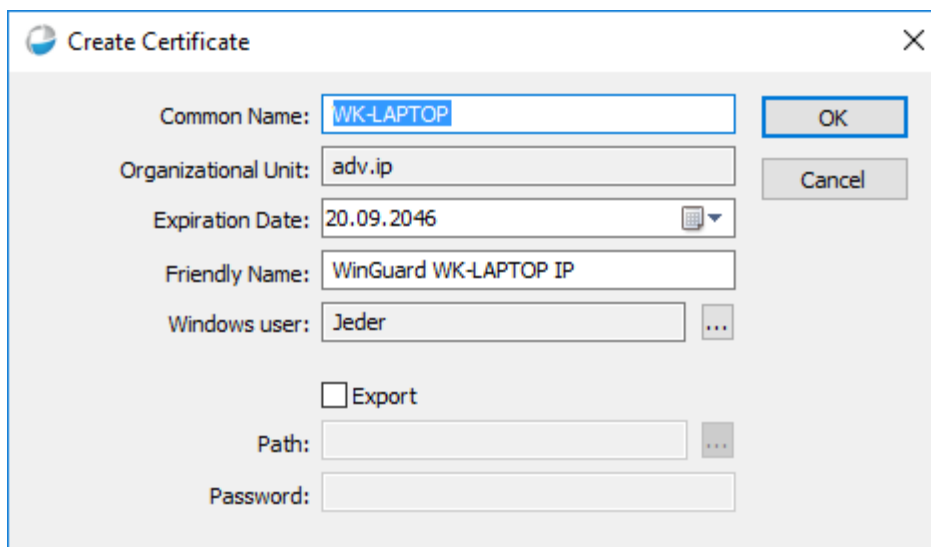 Create Certificate
Common Name: WK-LAPTOP
OK
Organizational Unit: adv.ip
Cancel
Expiration Date: 20.09.2046
Friendly Name: WinGuard WK-LAPTOP IP
Windows user: Jeder ...
Export
Path: ...
Password: